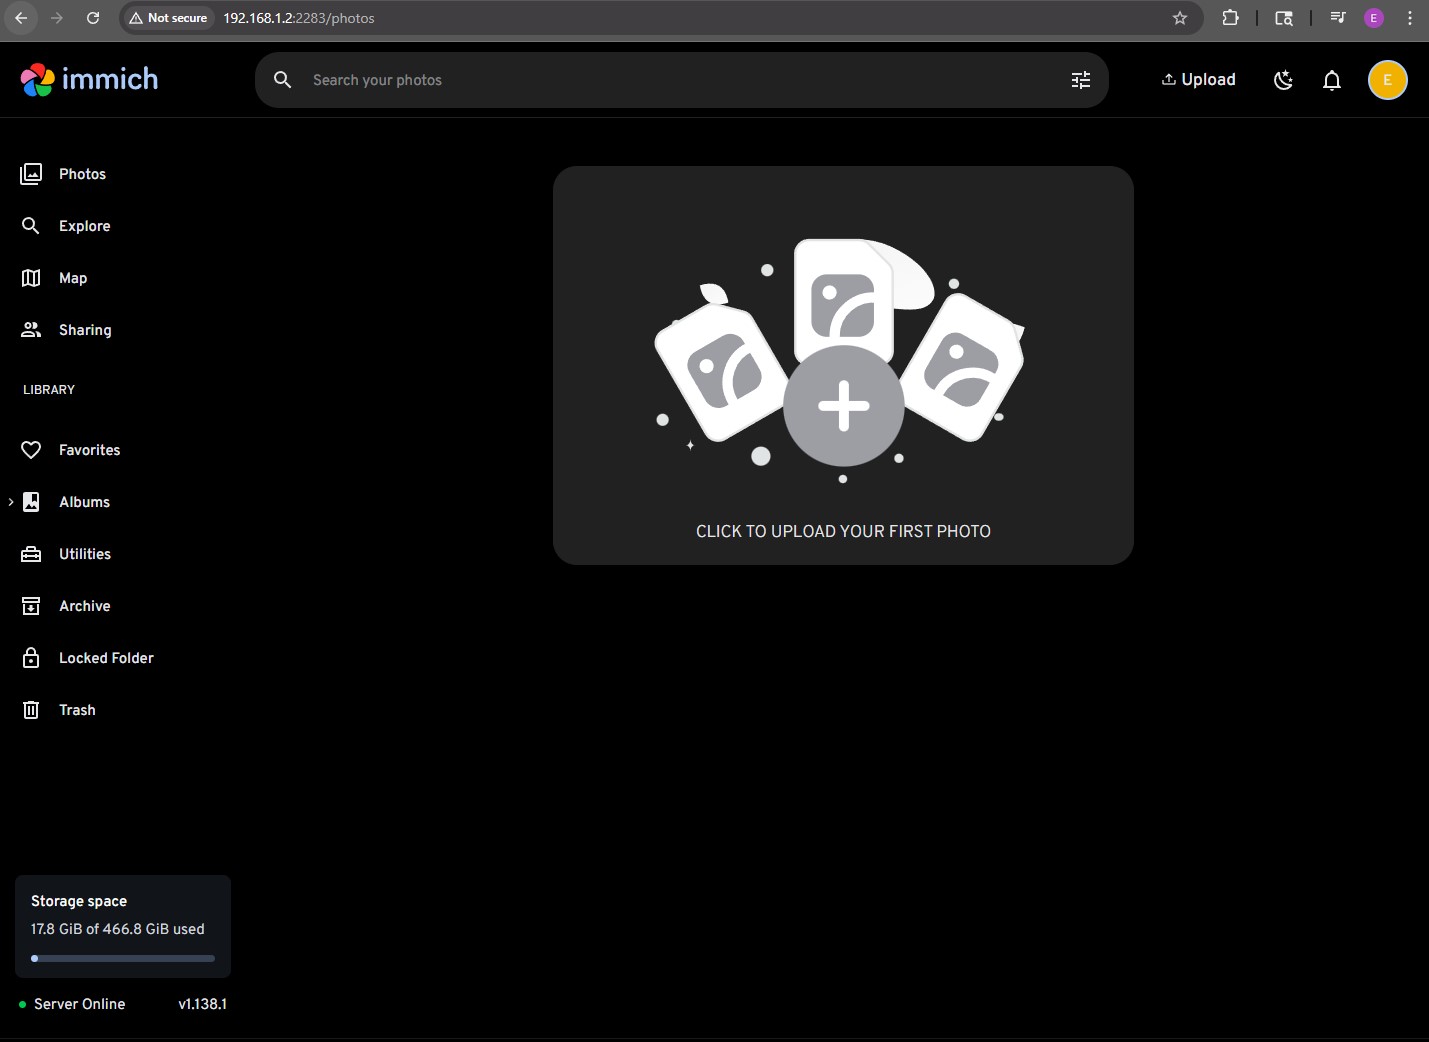 Not secure 192.168.1.2:2283/photos
E
immich
Search your photos
Upload
E
Photos
Explore
Map
Sharing
LIBRARY
Favorites
Albums
Utilities
Archive
Locked Folder
Trash
CLICK TO UPLOAD YOUR FIRST PHOTO
Storage space
17.8 GiB of 466.8 GiB used
Server Online v1.138.1